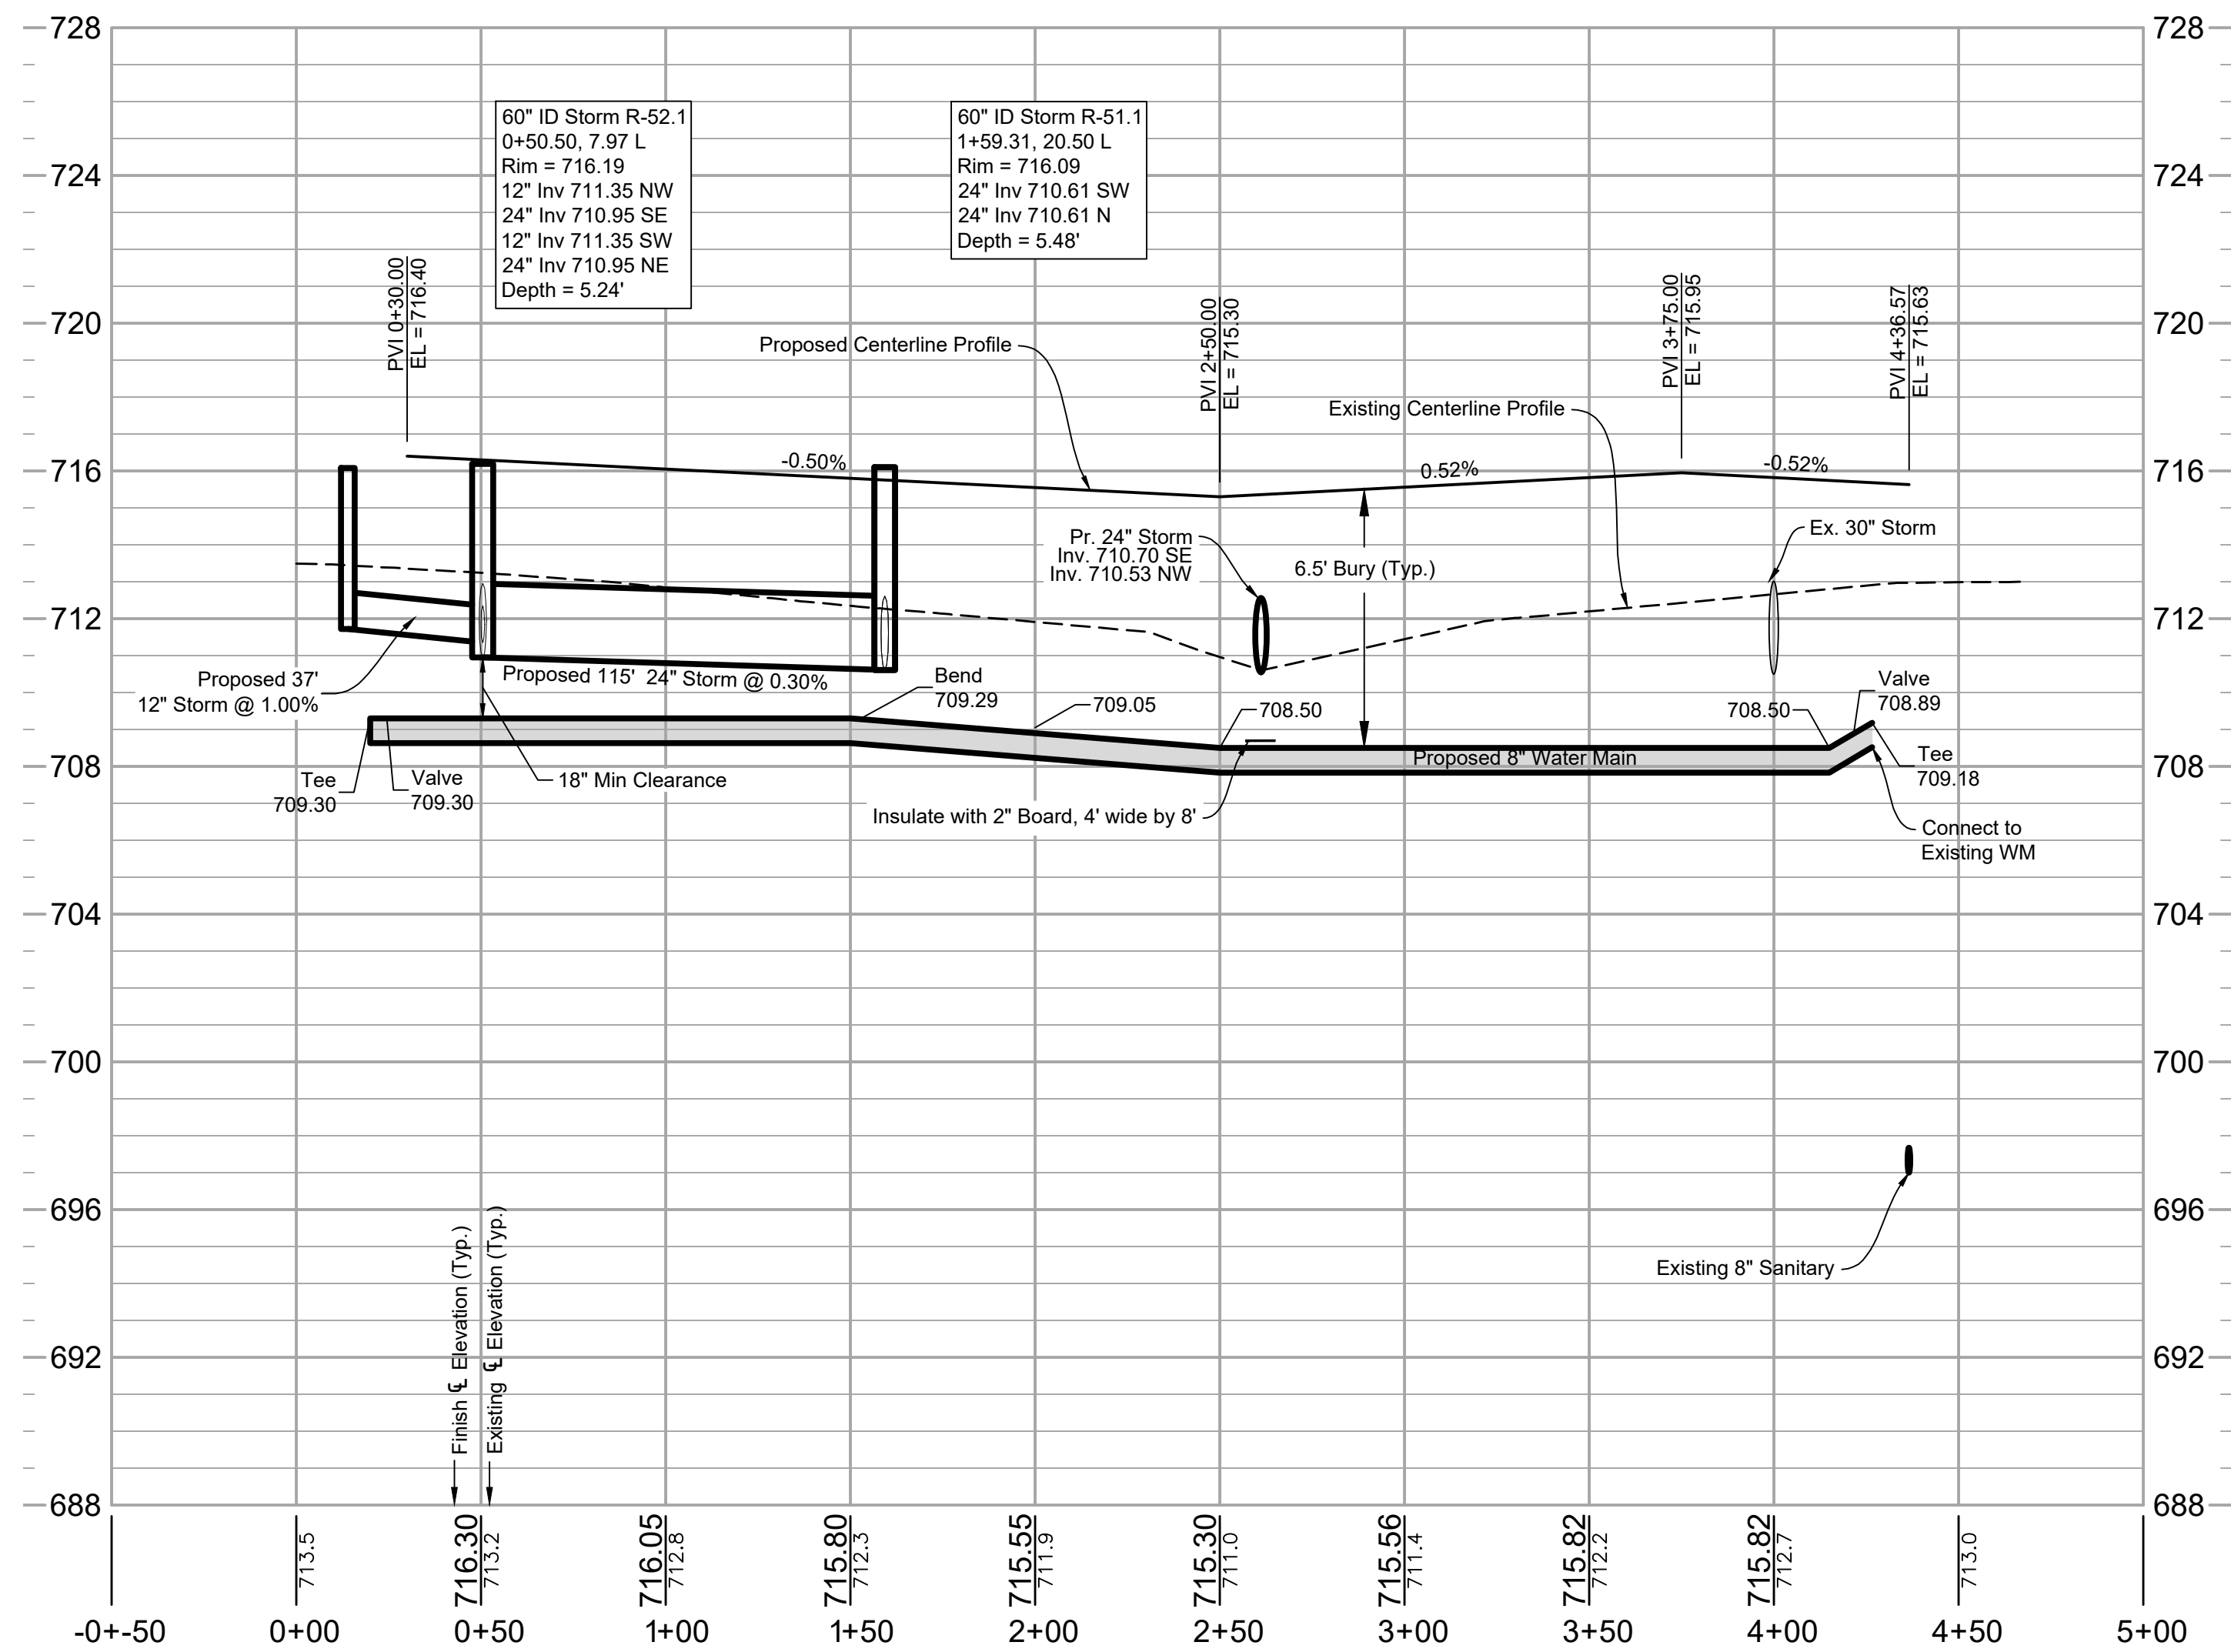 728
728
60" ID Storm R-52.1
0+50.50, 7.97 L
Rim = 716.19
12" Inv 711.35 NW
24" Inv 710.95 SE
12" Inv 711.35 SW
24" Inv 710.95 NE
Depth = 5.24'
60" ID Storm R-51.1
1+59.31, 20.50 L
Rim = 716.09
24" Inv 710.61 SW
24" Inv 710.61 N
Depth = 5.48'
724
724
PVI 0+30.00
EL = 716.40
PVI 2+50.00
EL = 715.30
PVI 3+75.00
EL = 715.95
PVI 4+36.57
EL = 715.63
720
720
Proposed Centerline Profile
Existing Centerline Profile
716
-0.50%
0.52%
-0.52%
716
Pr. 24" Storm
Inv. 710.70 SE
Inv. 710.53 NW
6.5' Bury (Typ.)
Ex. 30" Storm
712
712
Proposed 37'
12" Storm @ 1.00%
Proposed 115' 24" Storm @ 0.30%
Bend
709.29
709.05
708.50
708.50
Valve
708.89
708
Tee
709.30
Valve
709.30
18" Min Clearance
Proposed 8" Water Main
Tee
709.18
708
Insulate with 2" Board, 4' wide by 8'
Connect to
Existing WM
704
704
700
700
696
696
Existing 8" Sanitary
Finish ℄ Elevation (Typ.)
Existing ℄ Elevation (Typ.)
692
692
688
688
713.5
716.30
713.2
716.05
712.8
715.80
712.3
715.55
711.9
715.30
711.0
715.56
711.4
715.82
712.2
715.82
712.7
713.0
-0+-50
0+00
0+50
1+00
1+50
2+00
2+50
3+00
3+50
4+00
4+50
5+00